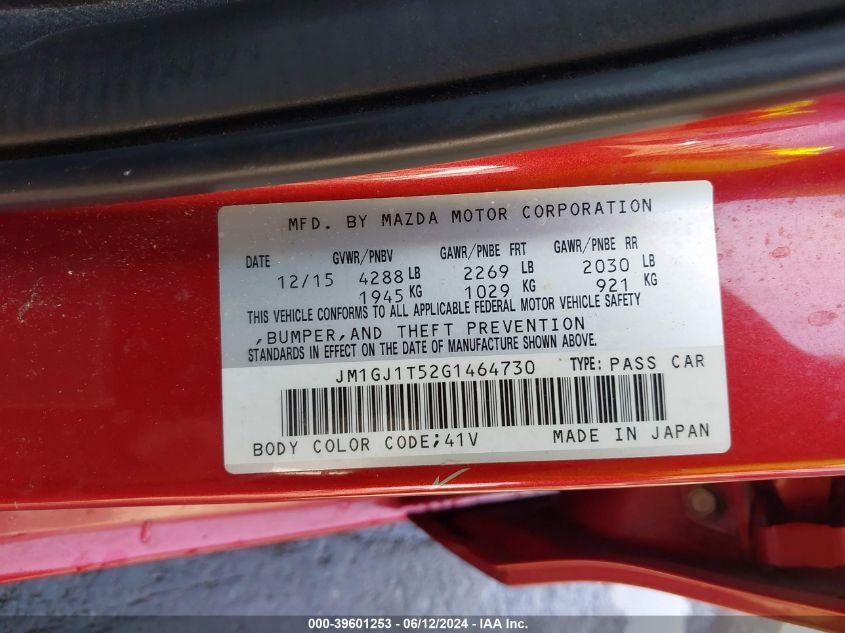 MFD. BY MAZDA MOTOR CORPORATION
DATE GVWR/PNBV GAWR/PNBE FRT GAWR/PNBE RR
12/15 4288 LB 2269 LB 2030 LB
1945 KG 1029 KG 921 KG
THIS VEHICLE CONFORMS TO ALL APPLICABLE FEDERAL MOTOR VEHICLE SAFETY
,BUMPER,AND THEFT PREVENTION
STANDARDS IN EFFECT ON THE DATE OF MANUFACTURE SHOWN ABOVE.
JM1GJ1T52G1464730 TYPE: PASS CAR
BODY COLOR CODE;41V MADE IN JAPAN
000-39601253 - 06/12/2024 - IAA Inc.